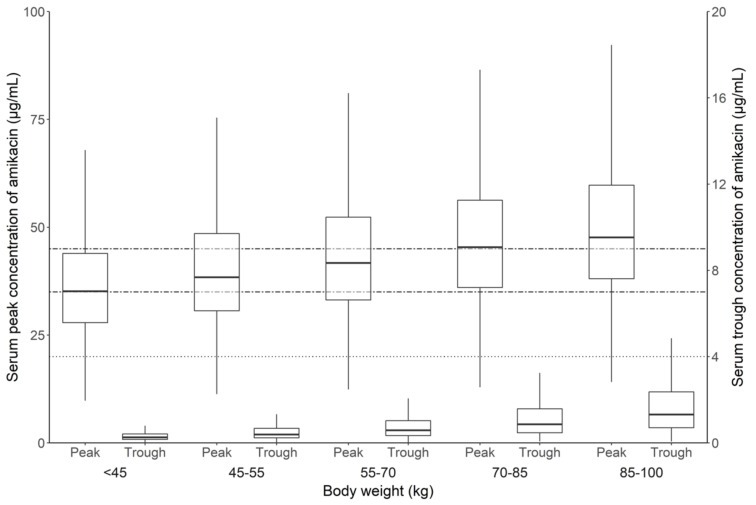 Serum peak concentration of amikacin (μg/mL)
100
75
50
25
0
20
16
12
8
4
0
Serum trough concentration of amikacin (μg/mL)
Peak Trough Peak Trough Peak Trough Peak Trough Peak Trough
<45 45-55 55-70 70-85 85-100
Body weight (kg)